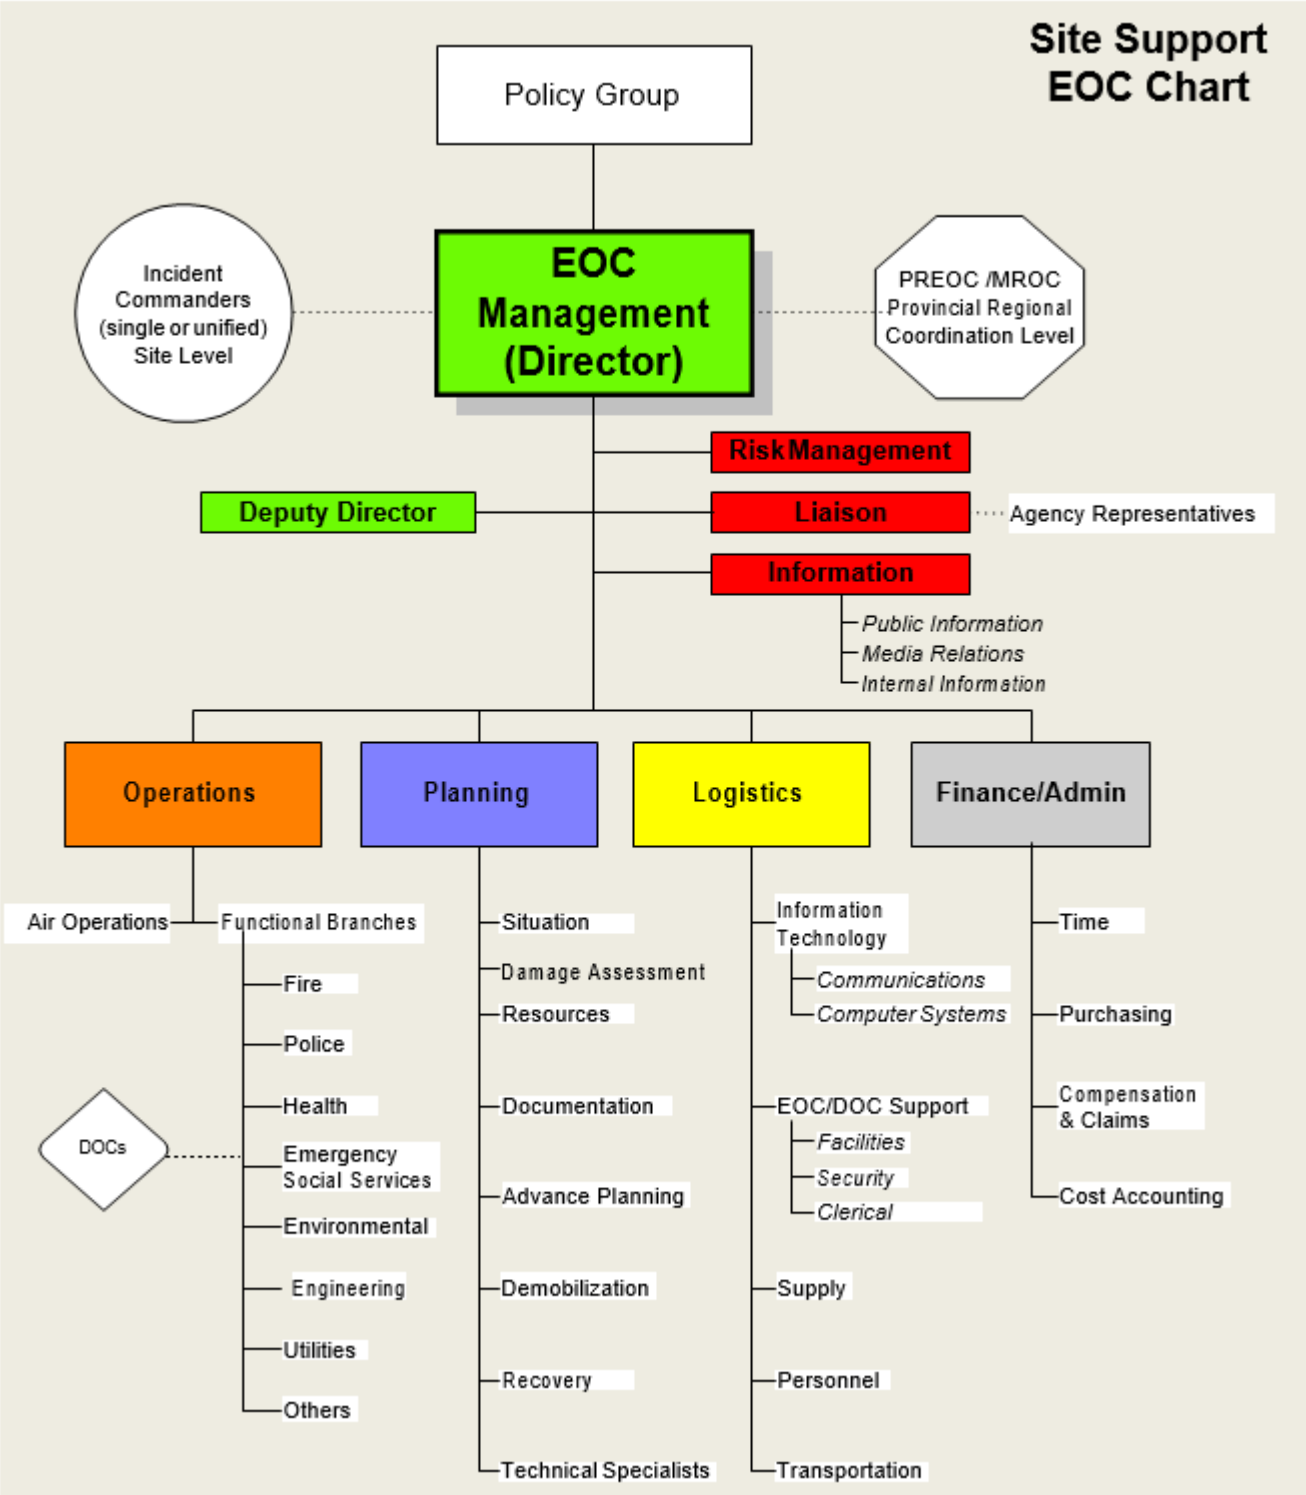 Site Support
EOC Chart
Policy Group
Incident
Commanders
(single or unified)
Site Level
EOC
Management
(Director)
PREOC /MROC
Provincial Regional
Coordination Level
Risk Management
Deputy Director
Liaison
Agency Representatives
Information
Public Information
Media Relations
Internal Information
Operations
Planning
Logistics
Finance/Admin
Air Operations
Functional Branches
Fire
Police
Health
Emergency
Social Services
Environmental
Engineering
Utilities
Others
DOCs
Situation
Damage Assessment
Resources
Documentation
Advance Planning
Demobilization
Recovery
Technical Specialists
Information
Technology
Communications
Computer Systems
EOC/DOC Support
Facilities
Security
Clerical
Supply
Personnel
Transportation
Time
Purchasing
Compensation
& Claims
Cost Accounting